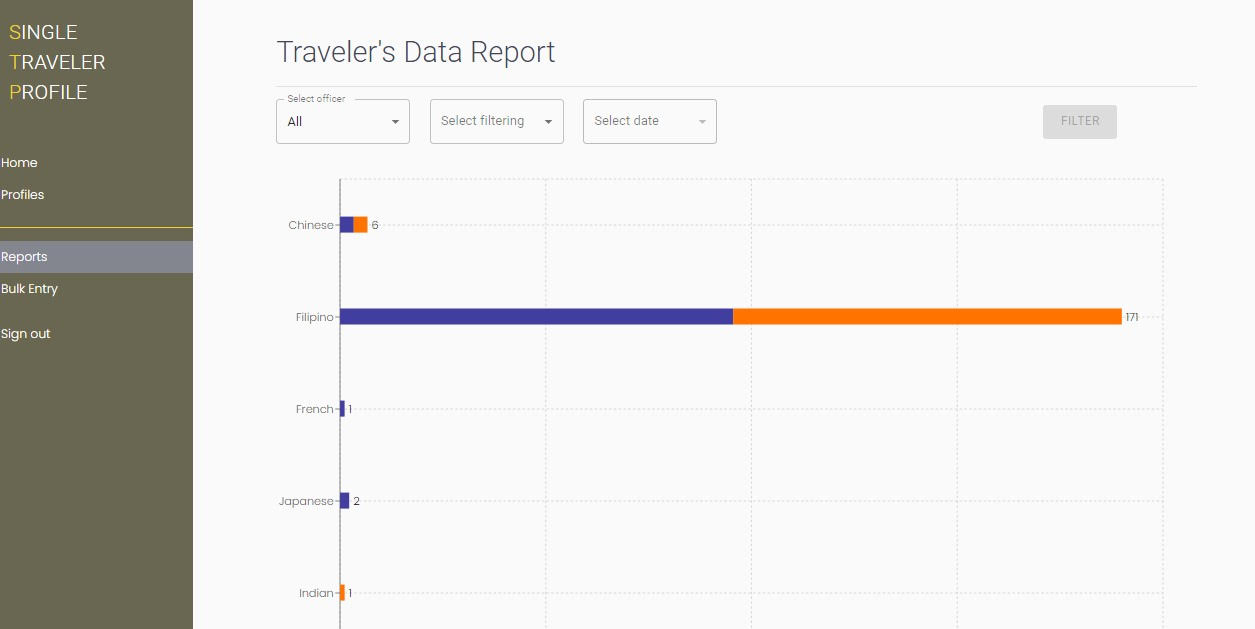 SINGLE
TRAVELER
PROFILE
Home
Profiles
Reports
Bulk Entry
Sign out
Traveler's Data Report
Select officer
All
Select filtering
Select date
FILTER
Chinese 6
Filipino 171
French 1
Japanese 2
Indian 1